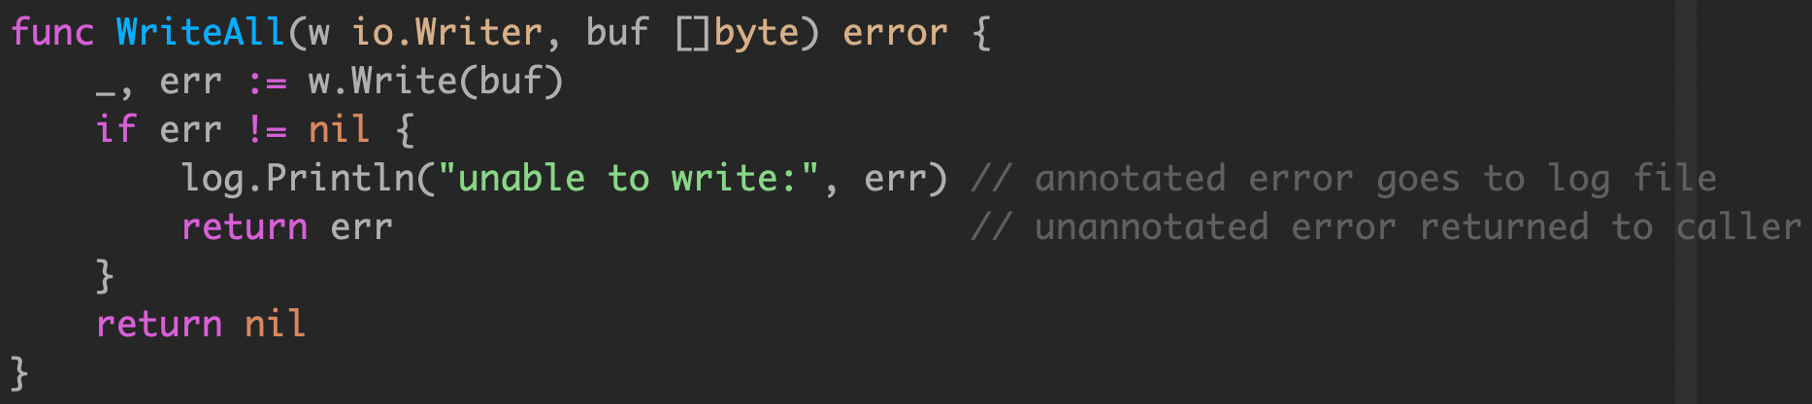 func WriteAll(w io.Writer, buf []byte) error {
    _, err := w.Write(buf)
    if err != nil {
        log.Println("unable to write:", err) // annotated error goes to log file
        return err                           // unannotated error returned to caller
    }
    return nil
}